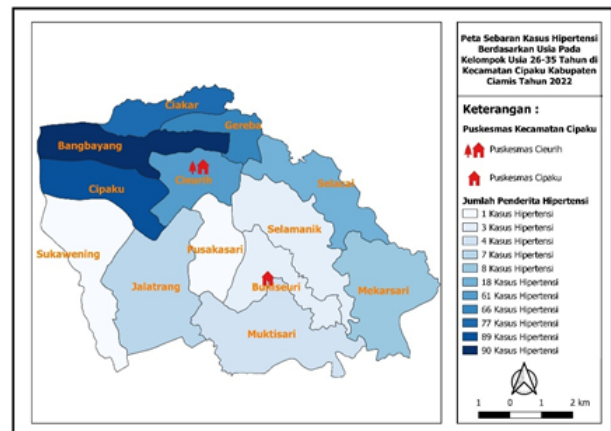 Peta Sebaran Kasus Hipertensi
Berdasarkan Usia Pada
Kelompok Usia 26-35 Tahun di
Kecamatan Cipaku Kabupaten
Ciamis Tahun 2022
Keterangan :
Puskesmas Kecamatan Cipaku
Puskesmas Cieurih
Puskesmas Cipaku
Jumlah Penderita Hipertensi
1 Kasus Hipertensi
3 Kasus Hipertensi
4 Kasus Hipertensi
7 Kasus Hipertensi
8 Kasus Hipertensi
18 Kasus Hipertensi
61 Kasus Hipertensi
66 Kasus Hipertensi
77 Kasus Hipertensi
89 Kasus Hipertensi
90 Kasus Hipertensi
1 0 1 2 km
Ciakar
Gereba
Bangbayang
Cipaku
Cieurih
Selamanik
Sukawening
Pusakasari
Jalatrang
Buniseuri
Mekarsari
Muktisari